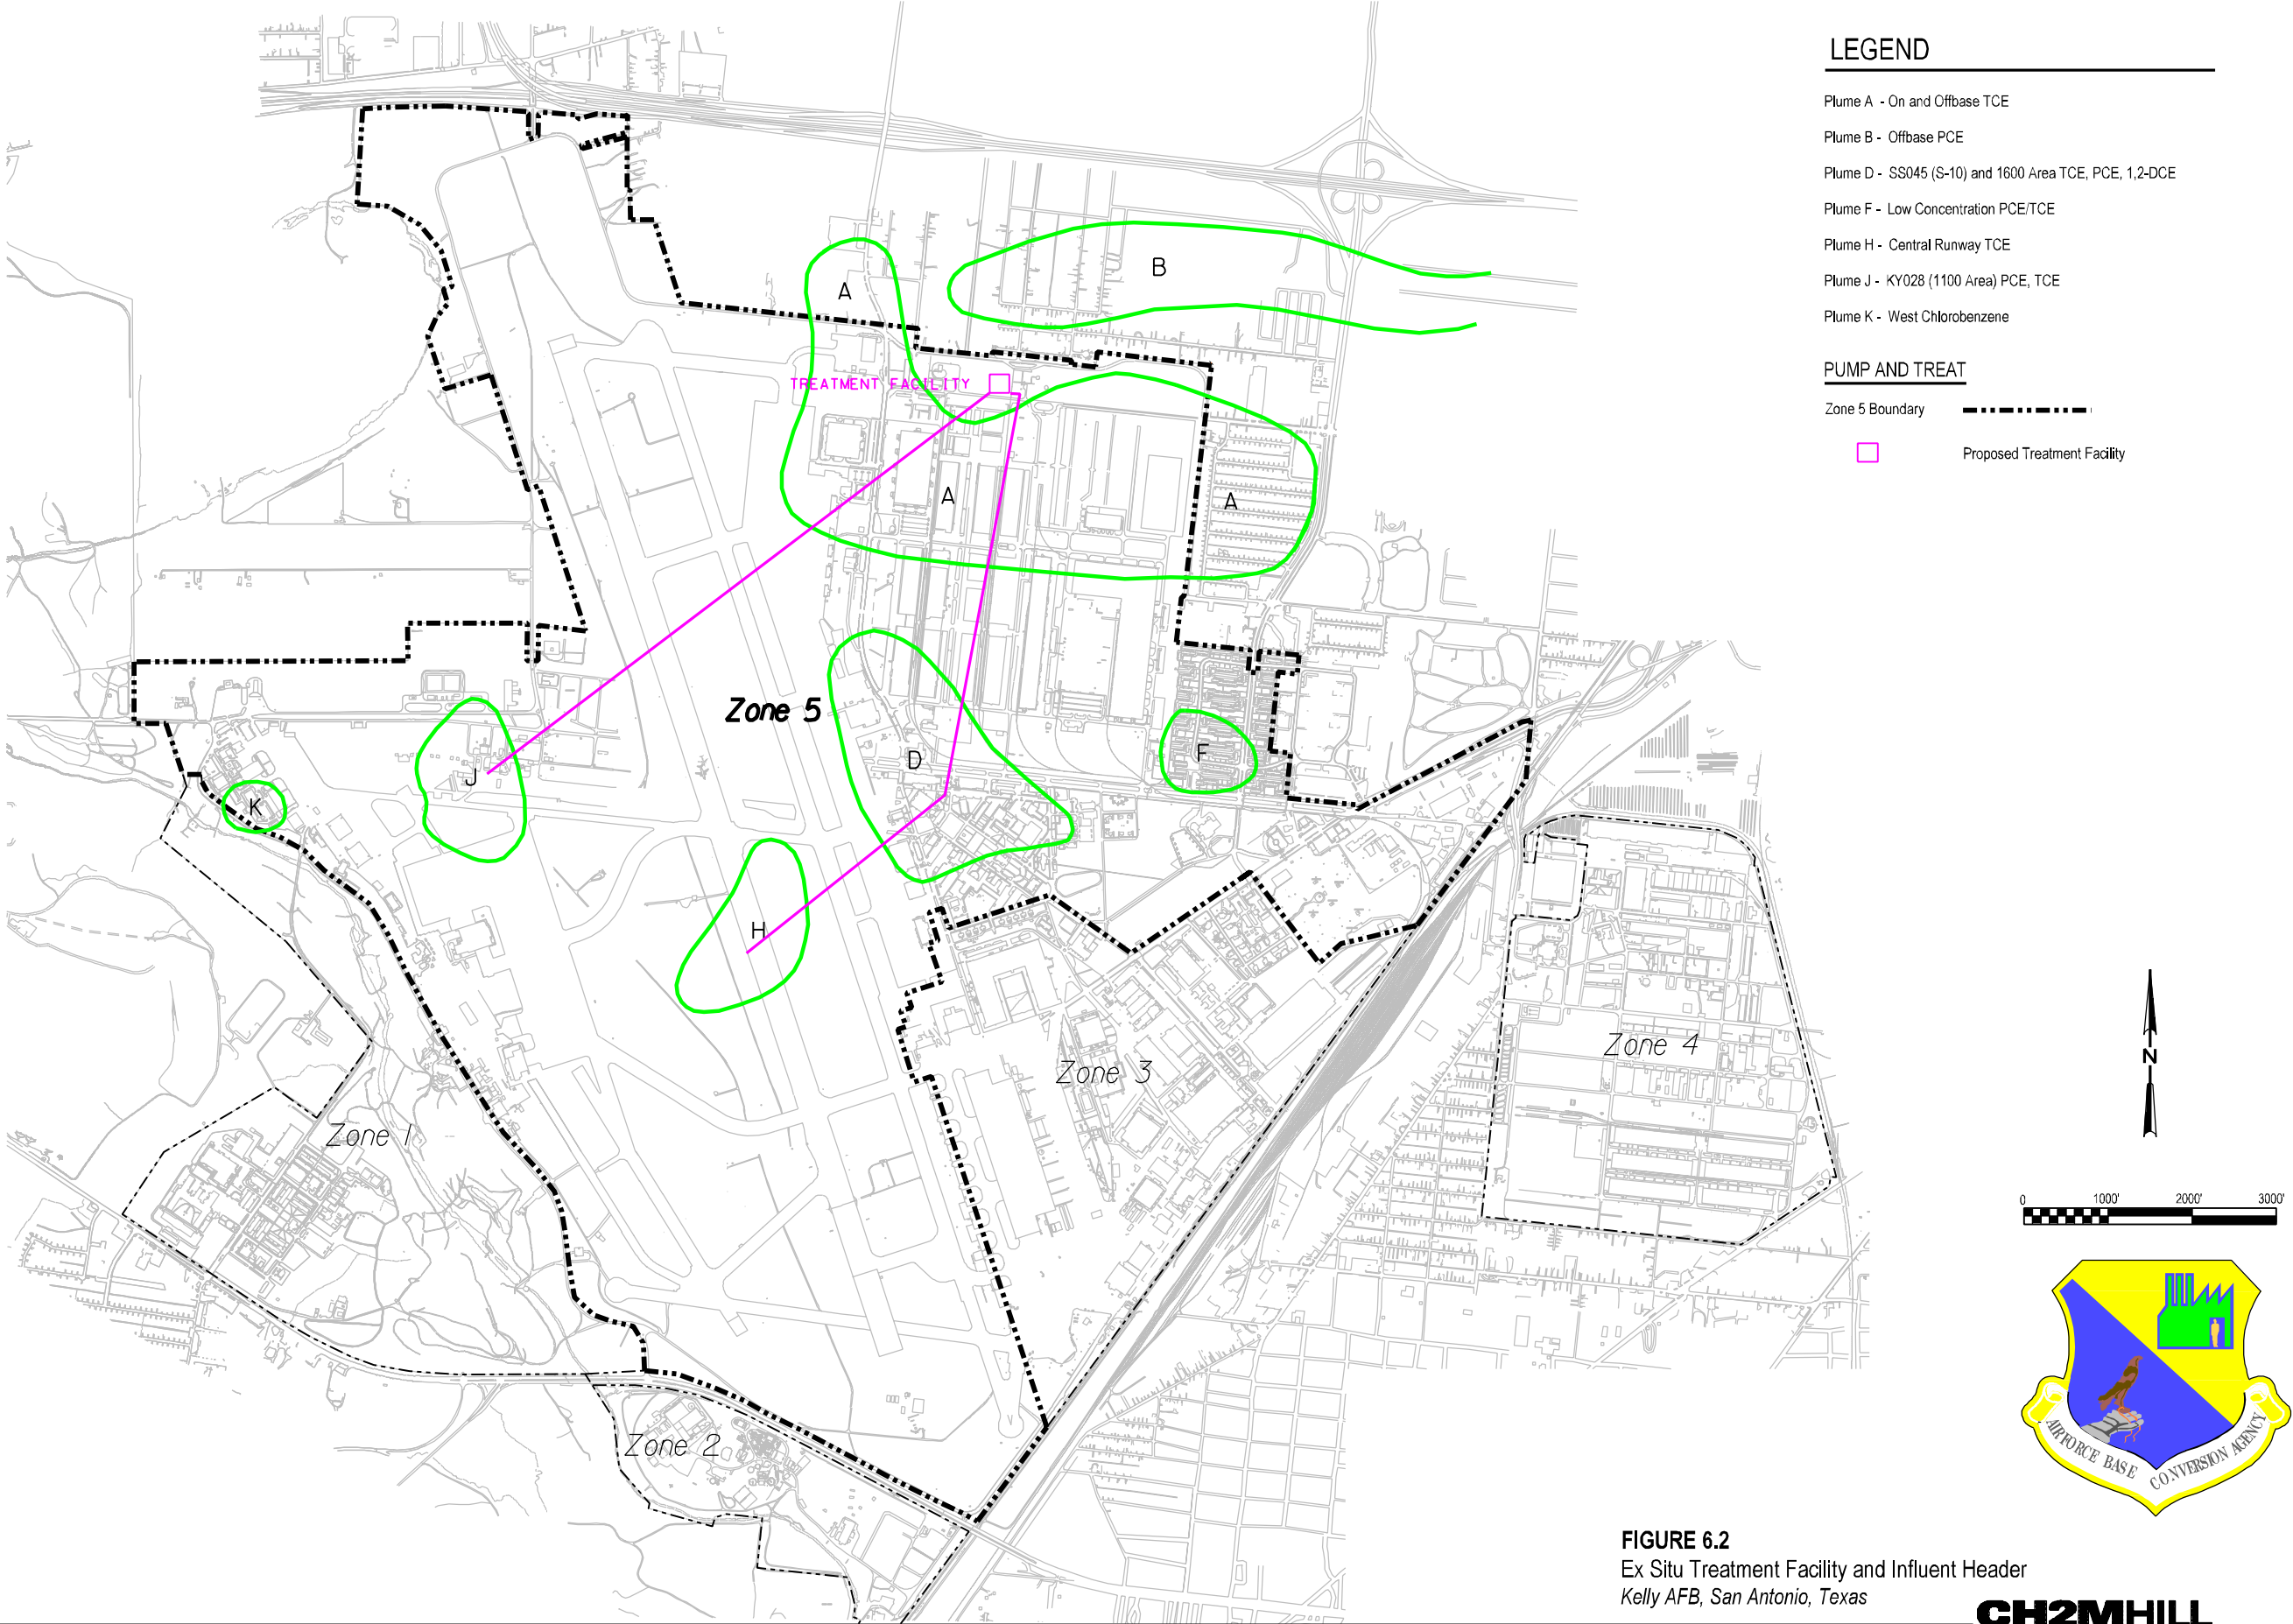 LEGEND
Plume A - On and Offbase TCE
Plume B - Offbase PCE
Plume D - SS045 (S-10) and 1600 Area TCE, PCE, 1,2-DCE
Plume F - Low Concentration PCE/TCE
Plume H - Central Runway TCE
Plume J - KY028 (1100 Area) PCE, TCE
Plume K - West Chlorobenzene
PUMP AND TREAT
Zone 5 Boundary
Proposed Treatment Facility
B
A
TREATMENT FACILITY
A
A
Zone 5
D
F
J
K
H
Zone 4
Zone 3
Zone 1
Zone 2
N
0 1000' 2000' 3000'
AIRFORCE BASE CONVERSION AGENCY
FIGURE 6.2
Ex Situ Treatment Facility and Influent Header
Kelly AFB, San Antonio, Texas
CH2MHILL